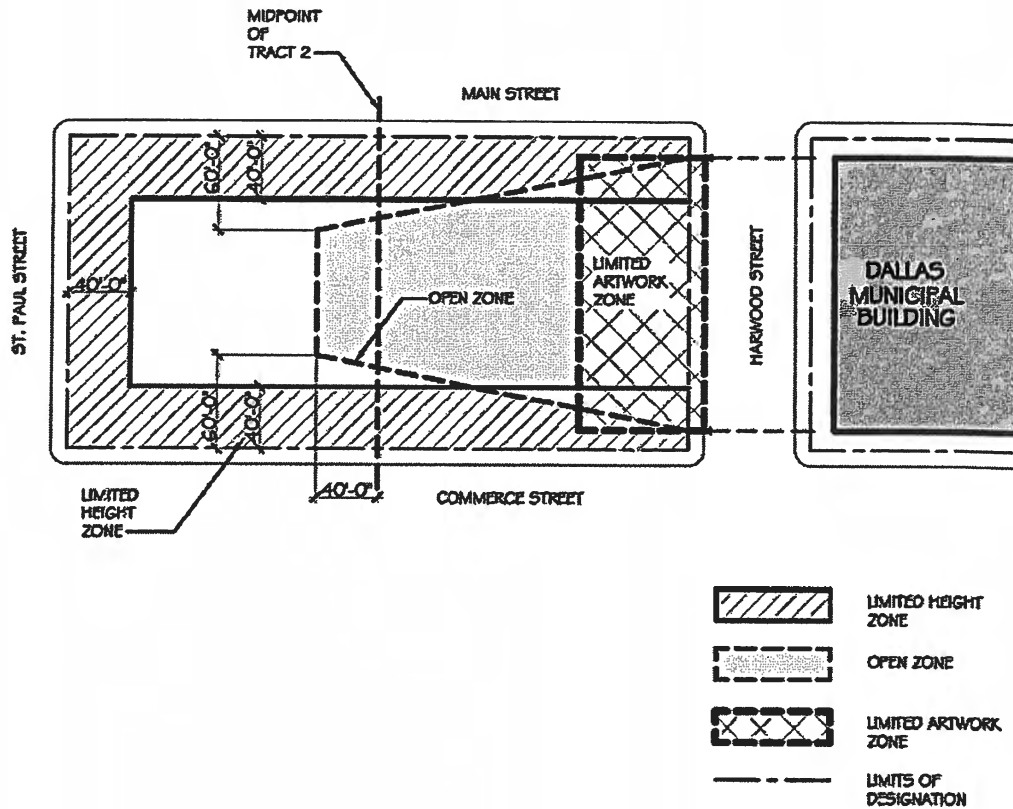 MIDPOINT
OF
TRACT 2
MAIN STREET
60'-0"
40'-0"
ST. PAUL STREET
40'-0"
OPEN ZONE
LIMITED
ARTWORK
ZONE
HARWOOD STREET
DALLAS
MUNICIPAL
BUILDING
60'-0"
40'-0"
40'-0"
COMMERCE STREET
LIMITED
HEIGHT
ZONE
LIMITED HEIGHT
ZONE
OPEN ZONE
LIMITED ARTWORK
ZONE
LIMITS OF
DESIGNATION